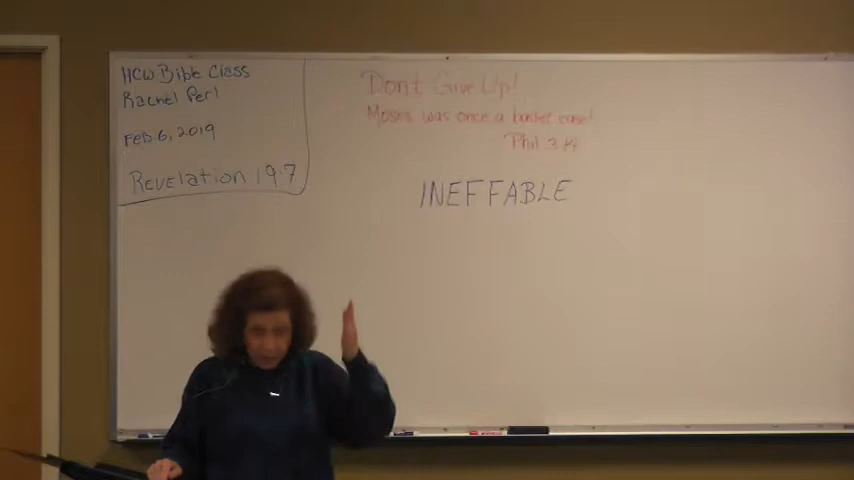 HCW Bible Class
Rachel Perl
Feb 6, 2019
Revelation 19:7
Don't Give Up!
Moses was once a basket case!
Phil 3:14
INEFFABLE